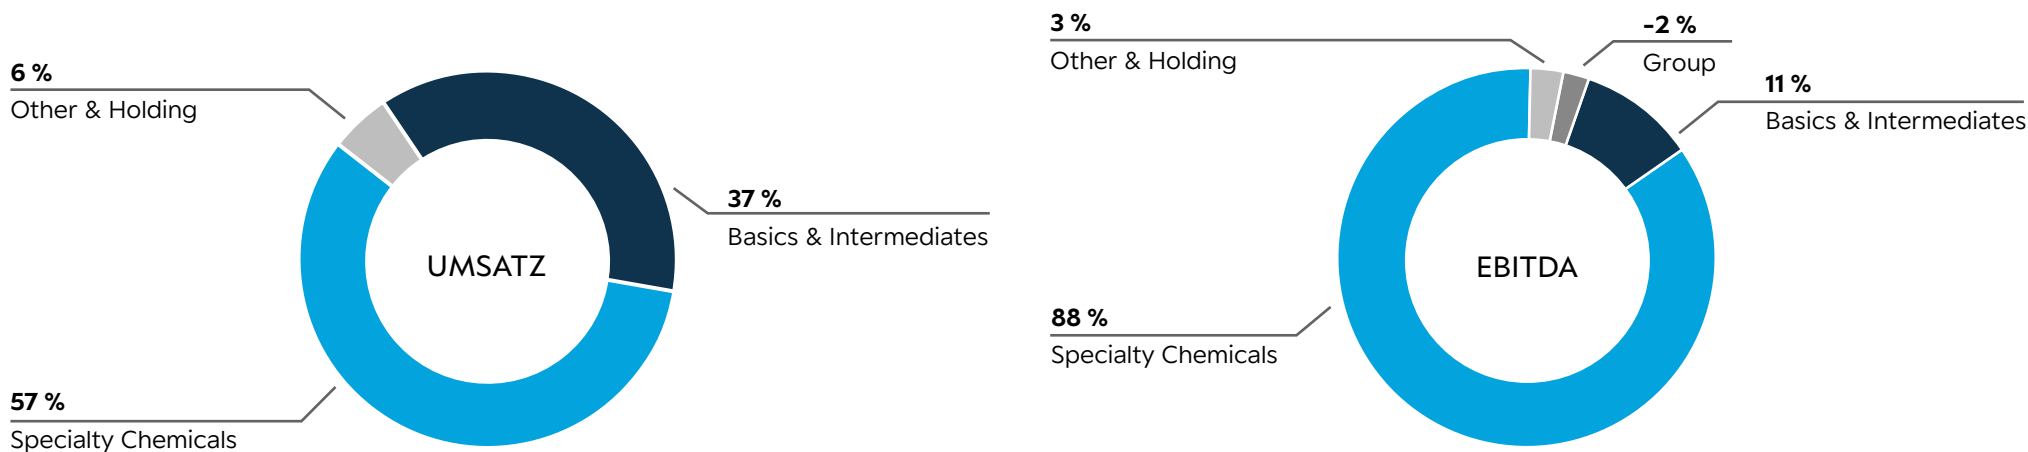 6 %
Other & Holding
UMSATZ
37 %
Basics & Intermediates
57 %
Specialty Chemicals
3 %
Other & Holding
-2 %
Group
11 %
Basics & Intermediates
EBITDA
88 %
Specialty Chemicals